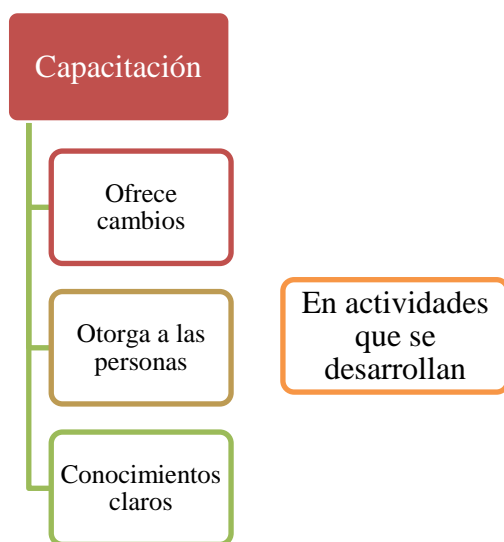 Capacitación
Ofrece
cambios
Otorga a las
personas
Conocimientos
claros
En actividades
que se
desarrollan